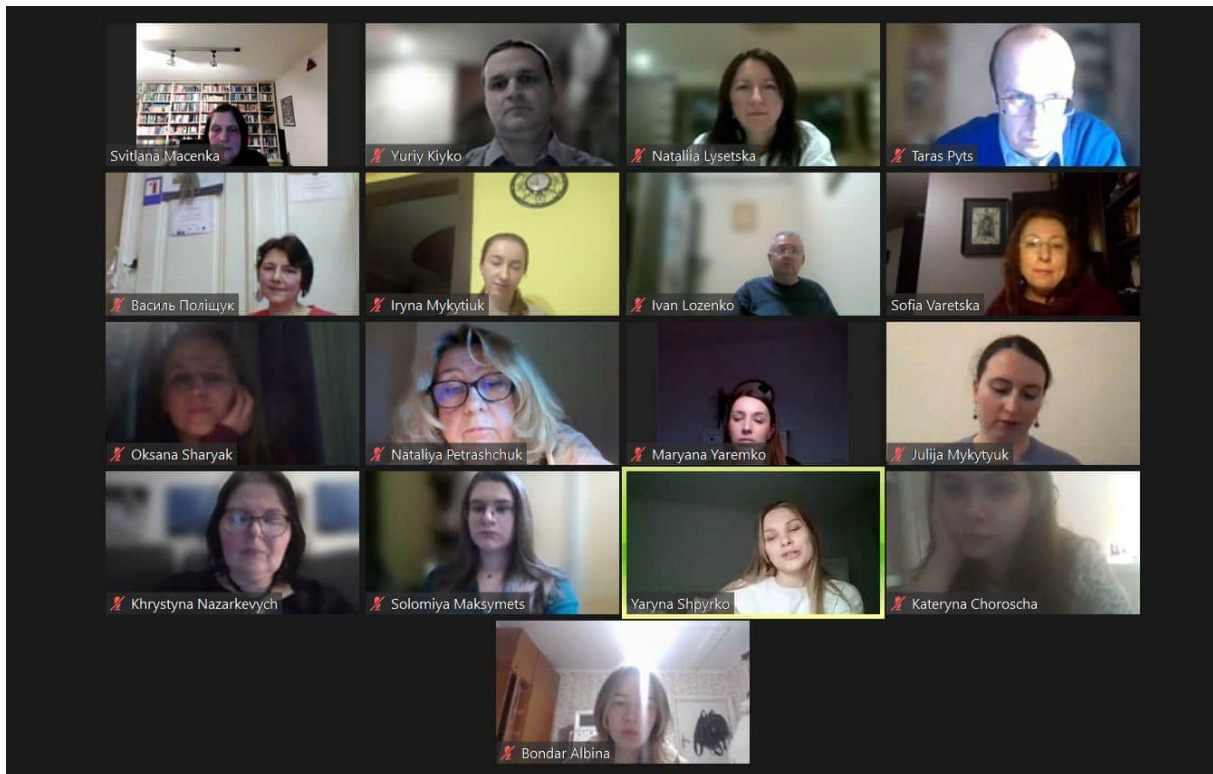 Svitlana Macenka
Yuriy Kiyko
Nataliia Lysetska
Taras Pyts
Василь Поліщук
Iryna Mykytiuk
Ivan Lozenko
Sofia Varetska
Oksana Sharyak
Nataliya Petrashchuk
Maryana Yaremko
Julija Mykytyuk
Khrystyna Nazarkevych
Solomiya Maksymets
Yaryna Shpyrko
Kateryna Choroscha
Bondar Albina